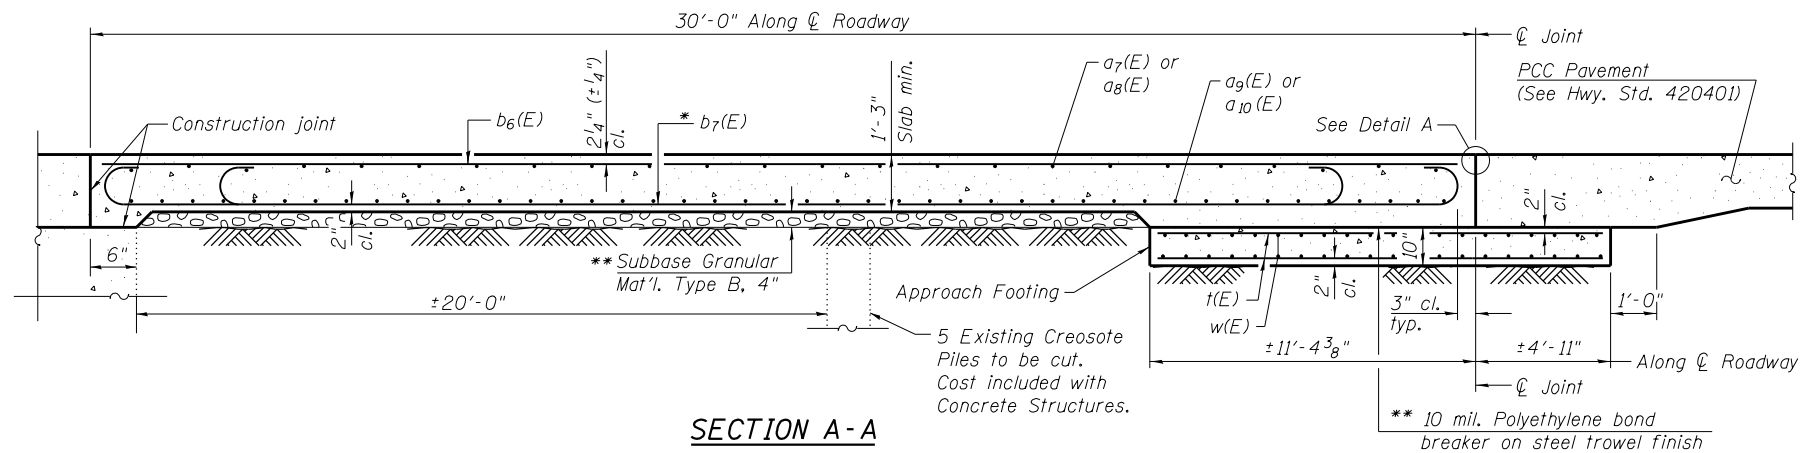 30'-0" Along ℄ Roadway
℄ Joint
PCC Pavement
(See Hwy. Std. 420401)
a7(E) or
a8(E)
a9(E) or
a10(E)
See Detail A
Construction joint
b6(E)
2¼" (±¼")
cl.
* b7(E)
1'-3"
Slab min.
2"
cl.
6"
2"
cl.
** Subbase Granular
Mat'l. Type B, 4"
10"
2"
cl.
Approach Footing
t(E)
w(E)
3" cl.
typ.
1'-0"
±20'-0"
5 Existing Creosote
Piles to be cut.
Cost included with
Concrete Structures.
±11'-4⅜"
±4'-11"
Along ℄ Roadway
℄ Joint
** 10 mil. Polyethylene bond
breaker on steel trowel finish
SECTION A-A